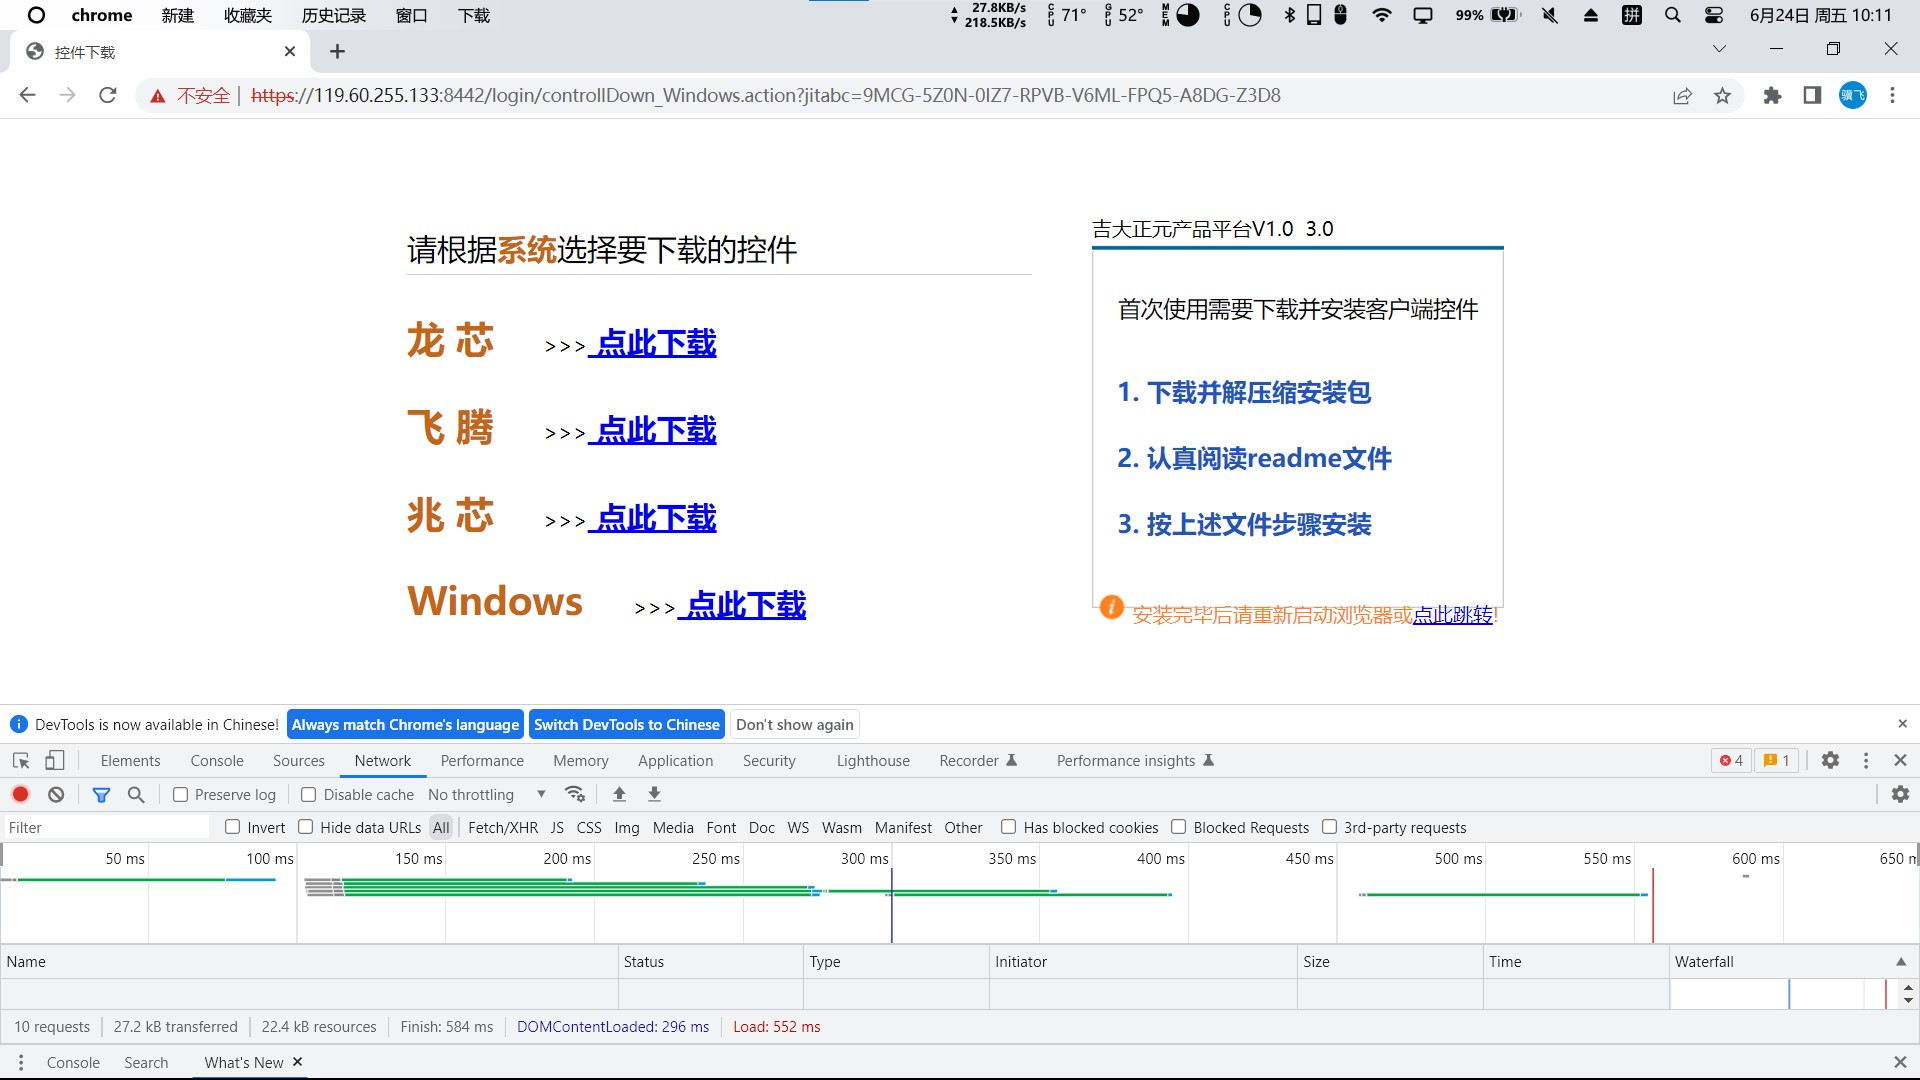 chrome 新建 收藏夹 历史记录 窗口 下载 27.8KB/s 218.5KB/s CPU 71° GPU 52° MEM CPU 99% 拼 6月24日 周五 10:11
控件下载
不安全 https://119.60.255.133:8442/login/controllDown_Windows.action?jitabc=9MCG-5Z0N-0IZ7-RPVB-V6ML-FPQ5-A8DG-Z3D8 骥飞
请根据系统选择要下载的控件
龙 芯 >>> 点此下载
飞 腾 >>> 点此下载
兆 芯 >>> 点此下载
Windows >>> 点此下载
吉大正元产品平台V1.0 3.0
首次使用需要下载并安装客户端控件
1. 下载并解压缩安装包
2. 认真阅读readme文件
3. 按上述文件步骤安装
安装完毕后请重新启动浏览器或点此跳转!
DevTools is now available in Chinese! Always match Chrome's language Switch DevTools to Chinese Don't show again
Elements Console Sources Network Performance Memory Application Security Lighthouse Recorder Performance insights 4 1
Preserve log Disable cache No throttling
Filter Invert Hide data URLs All Fetch/XHR JS CSS Img Media Font Doc WS Wasm Manifest Other Has blocked cookies Blocked Requests 3rd-party requests
50 ms 100 ms 150 ms 200 ms 250 ms 300 ms 350 ms 400 ms 450 ms 500 ms 550 ms 600 ms 650 m
Name Status Type Initiator Size Time Waterfall
10 requests 27.2 kB transferred 22.4 kB resources Finish: 584 ms DOMContentLoaded: 296 ms Load: 552 ms
Console Search What's New